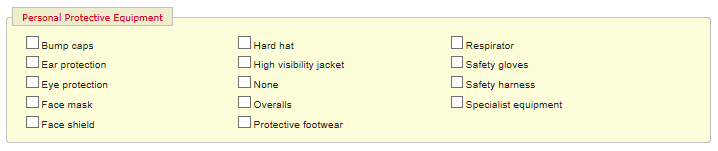 Personal Protective Equipment
Bump caps
Hard hat
Respirator
Ear protection
High visibility jacket
Safety gloves
Eye protection
None
Safety harness
Face mask
Overalls
Specialist equipment
Face shield
Protective footwear